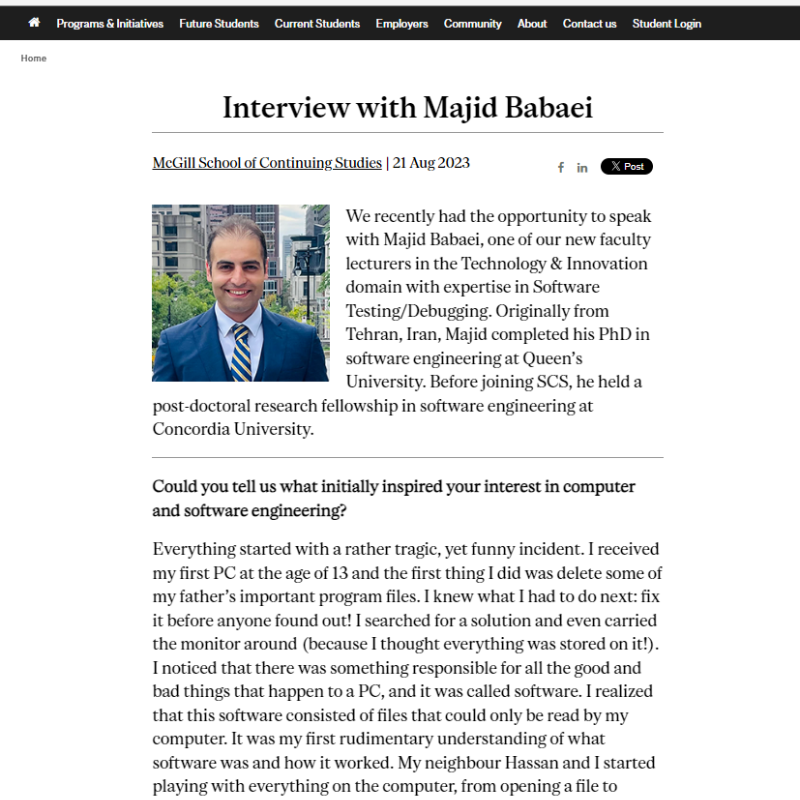 Programs & Initiatives Future Students Current Students Employers Community About Contact us Student Login
Home
Interview with Majid Babaei
McGill School of Continuing Studies | 21 Aug 2023
f in X Post
We recently had the opportunity to speak
with Majid Babaei, one of our new faculty
lecturers in the Technology & Innovation
domain with expertise in Software
Testing/Debugging. Originally from
Tehran, Iran, Majid completed his PhD in
software engineering at Queen’s
University. Before joining SCS, he held a
post-doctoral research fellowship in software engineering at
Concordia University.
Could you tell us what initially inspired your interest in computer
and software engineering?
Everything started with a rather tragic, yet funny incident. I received
my first PC at the age of 13 and the first thing I did was delete some of
my father’s important program files. I knew what I had to do next: fix
it before anyone found out! I searched for a solution and even carried
the monitor around (because I thought everything was stored on it!).
I noticed that there was something responsible for all the good and
bad things that happen to a PC, and it was called software. I realized
that this software consisted of files that could only be read by my
computer. It was my first rudimentary understanding of what
software was and how it worked. My neighbour Hassan and I started
playing with everything on the computer, from opening a file to